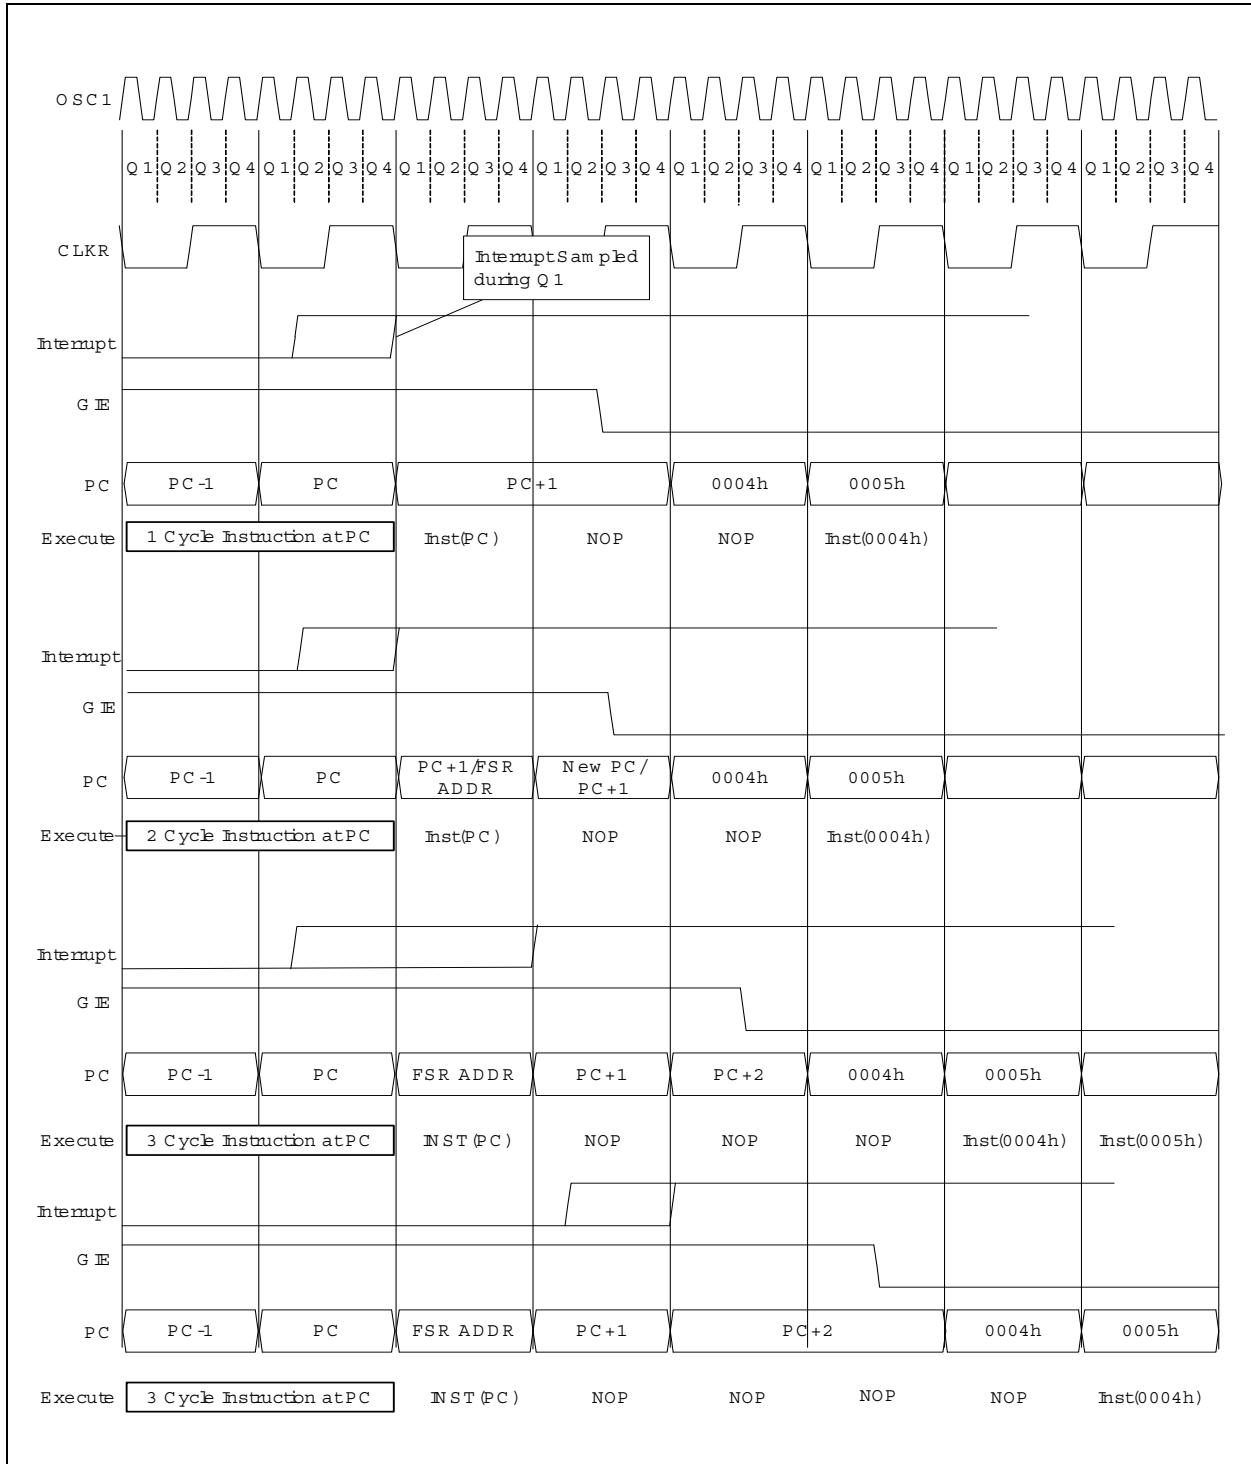 OSC1
Q1 Q2 Q3 Q4 Q1 Q2 Q3 Q4 Q1 Q2 Q3 Q4 Q1 Q2 Q3 Q4 Q1 Q2 Q3 Q4 Q1 Q2 Q3 Q4 Q1 Q2 Q3 Q4 Q1 Q2 Q3 Q4
CLKR
Interrupt Sampled
during Q1
Interrupt
GIE
PC PC-1 PC PC+1 0004h 0005h
Execute 1 Cycle Instruction at PC Inst(PC) NOP NOP Inst(0004h)
Interrupt
GIE
PC PC-1 PC PC+1/FSR ADDR New PC/ PC+1 0004h 0005h
Execute 2 Cycle Instruction at PC Inst(PC) NOP NOP Inst(0004h)
Interrupt
GIE
PC PC-1 PC FSR ADDR PC+1 PC+2 0004h 0005h
Execute 3 Cycle Instruction at PC INST(PC) NOP NOP NOP Inst(0004h) Inst(0005h)
Interrupt
GIE
PC PC-1 PC FSR ADDR PC+1 PC+2 0004h 0005h
Execute 3 Cycle Instruction at PC INST(PC) NOP NOP NOP NOP Inst(0004h)